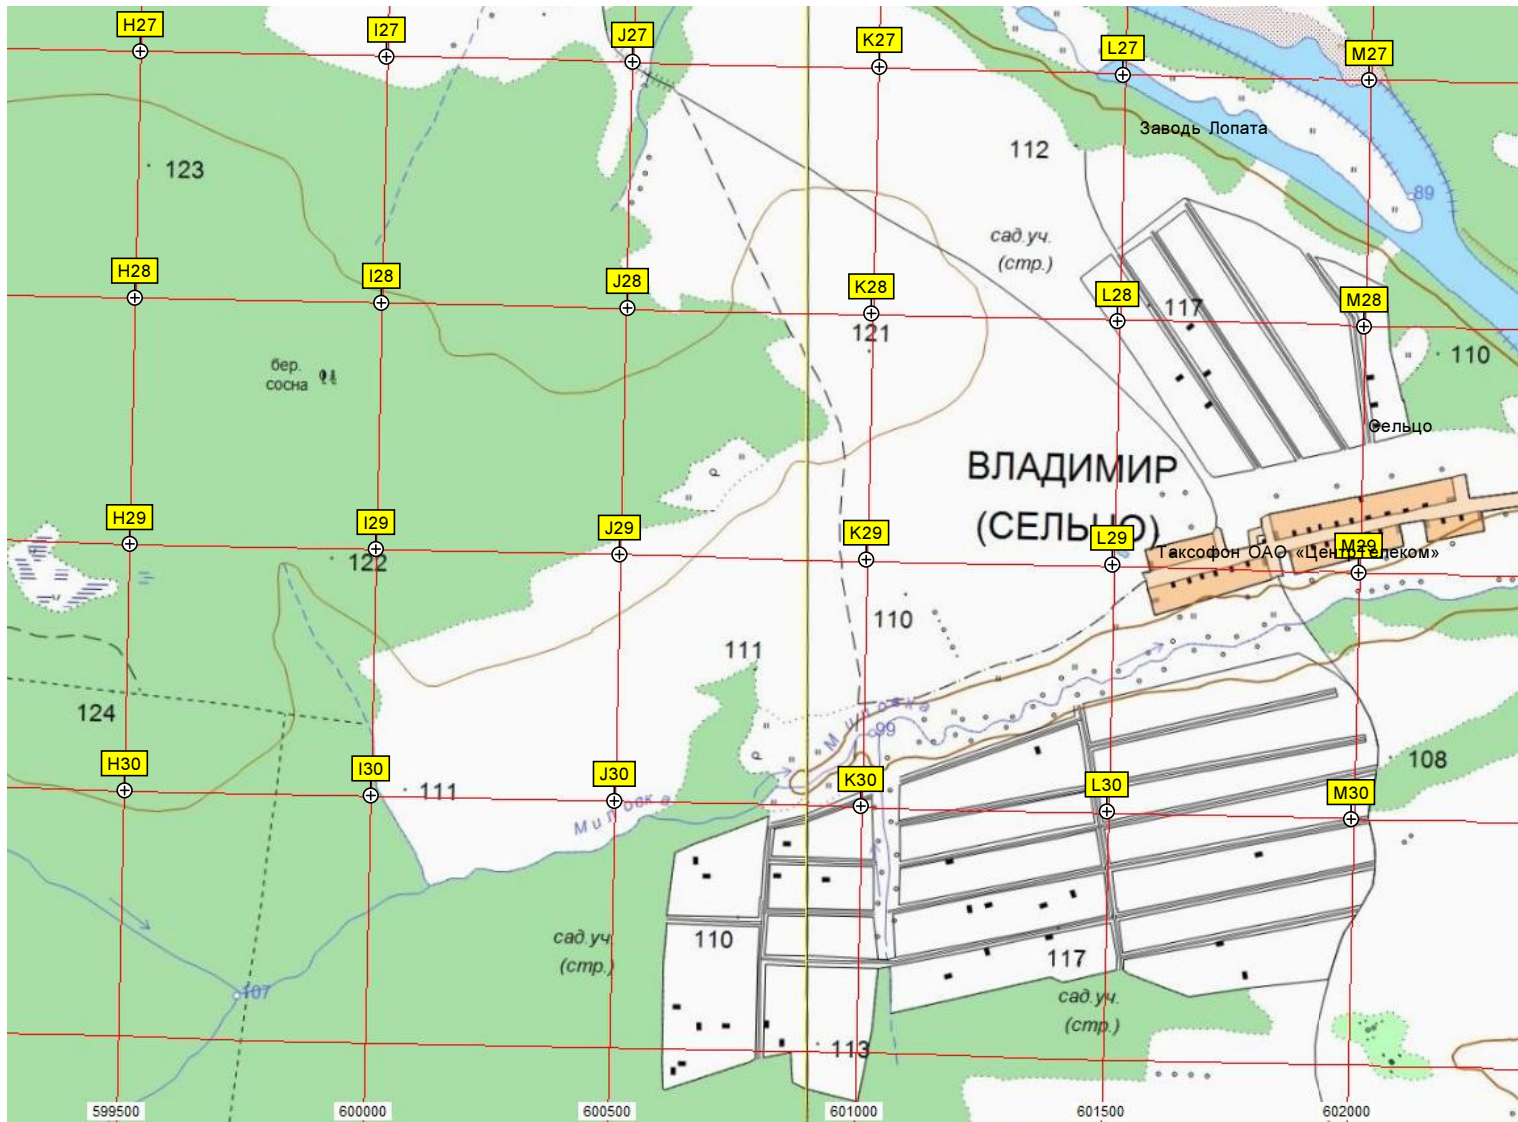 H27
I27
J27
K27
L27
M27
Заводь Лопата
112
123
89
сад.уч.
(стр.)
H28
I28
J28
K28
L28
M28
117
121
110
бер.
сосна
Сельцо
ВЛАДИМИР
(СЕЛЬЦО)
р
H29
I29
J29
K29
L29
M29
Таксофон ОАО «Центртелеком»
122
110
111
124
Миловка
99
р
108
H30
I30
J30
K30
L30
M30
111
Миловка
сад.уч.
(стр.)
110
117
107
сад.уч.
(стр.)
113
599500
600000
600500
601000
601500
602000